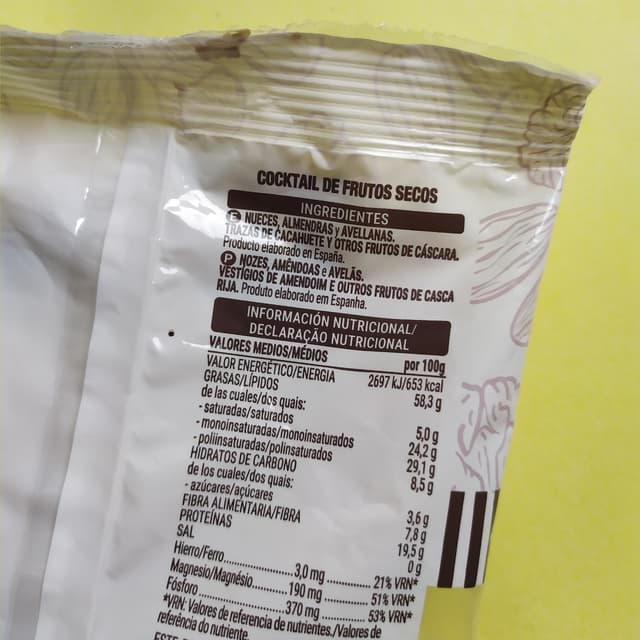 COCKTAIL DE FRUTOS SECOS
INGREDIENTES
E NUECES, ALMENDRAS y AVELLANAS.
TRAZAS DE CACAHUETE Y OTROS FRUTOS DE CÁSCARA.
Producto elaborado en España.
P NOZES, AMÊNDOAS e AVELÃS.
VESTÍGIOS DE AMENDOIM E OUTROS FRUTOS DE CASCA
RIJA. Produto elaborado em Espanha.
INFORMACIÓN NUTRICIONAL/
DECLARAÇÃO NUTRICIONAL
VALORES MEDIOS/MÉDIOS por 100g
VALOR ENERGÉTICO/ENERGIA 2697 kJ/653 kcal
GRASAS/LÍPIDOS 58,3 g
de las cuales/dos quais:
- saturadas/saturados 5,0 g
- monoinsaturadas/monoinsaturados 24,2 g
- poliinsaturadas/polinsaturados 29,1 g
HIDRATOS DE CARBONO 8,5 g
de los cuales/dos quais:
- azúcares/açúcares 3,6 g
FIBRA ALIMENTARIA/FIBRA 7,8 g
PROTEÍNAS 19,5 g
SAL 0 g
Hierro/Ferro.............. 3,0 mg .............. 21% VRN*
Magnesio/Magnésio.......... 190 mg .............. 51% VRN*
Fósforo.............. 370 mg .............. 53% VRN*
*VRN: Valores de referencia de nutrientes./Valores de
referência do nutriente.